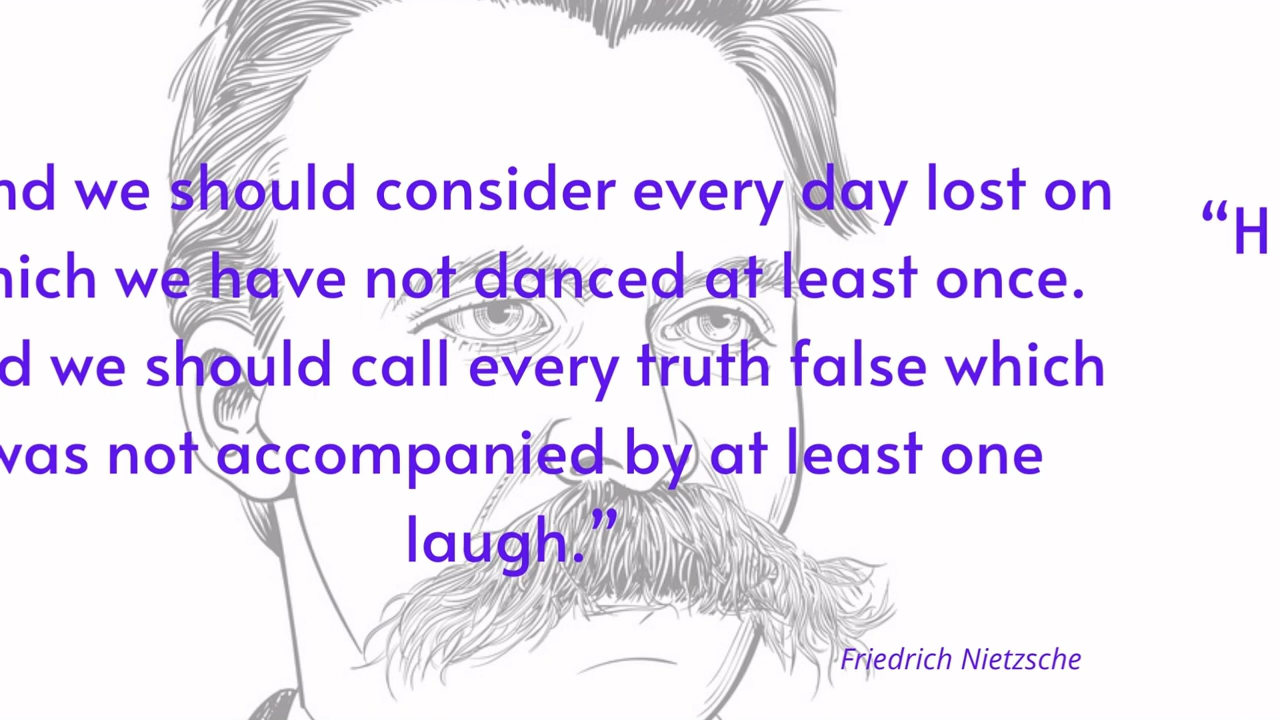 nd we should consider every day lost on
hich we have not danced at least once.
d we should call every truth false which
was not accompanied by at least one
laugh.”
“H
Friedrich Nietzsche